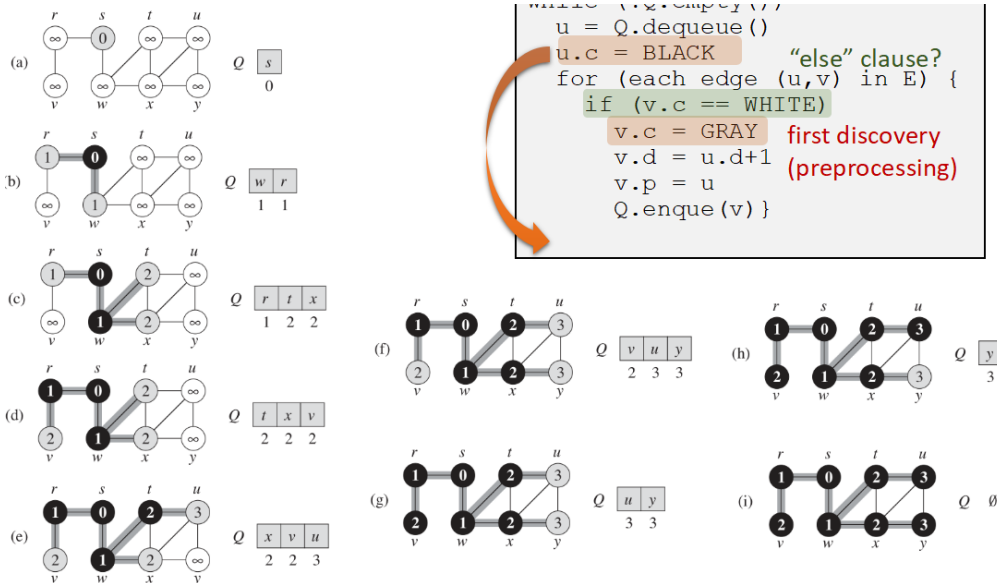 r s t u
∞ 0 ∞ ∞
(a) Q s
∞ ∞ ∞ ∞ 0
v w x y
r s t u
1 0 ∞ ∞
b) Q w r
∞ 1 ∞ ∞ 1 1
v w x y
r s t u
1 0 2 ∞
(c) Q r t x
∞ 1 2 ∞ 1 2 2
v w x y
r s t u
1 0 2 ∞
(d) Q t x v
2 1 2 ∞ 2 2 2
v w x y
r s t u
1 0 2 3
(e) Q x v u
2 1 2 ∞ 2 2 3
v w x y
while (!Q.empty())
u = Q.dequeue()
u.c = BLACK
“else” clause?
for (each edge (u,v) in E) {
if (v.c == WHITE)
v.c = GRAY
first discovery
v.d = u.d+1
(preprocessing)
v.p = u
Q.enque(v)}
r s t u
1 0 2 3
(f) Q v u y
2 1 2 3 2 3 3
v w x y
r s t u
1 0 2 3
(g) Q u y
2 1 2 3 3 3
v w x y
r s t u
1 0 2 3
(h) Q y
2 1 2 3 3
v w x y
r s t u
1 0 2 3
(i) Q ∅
2 1 2 3
v w x y